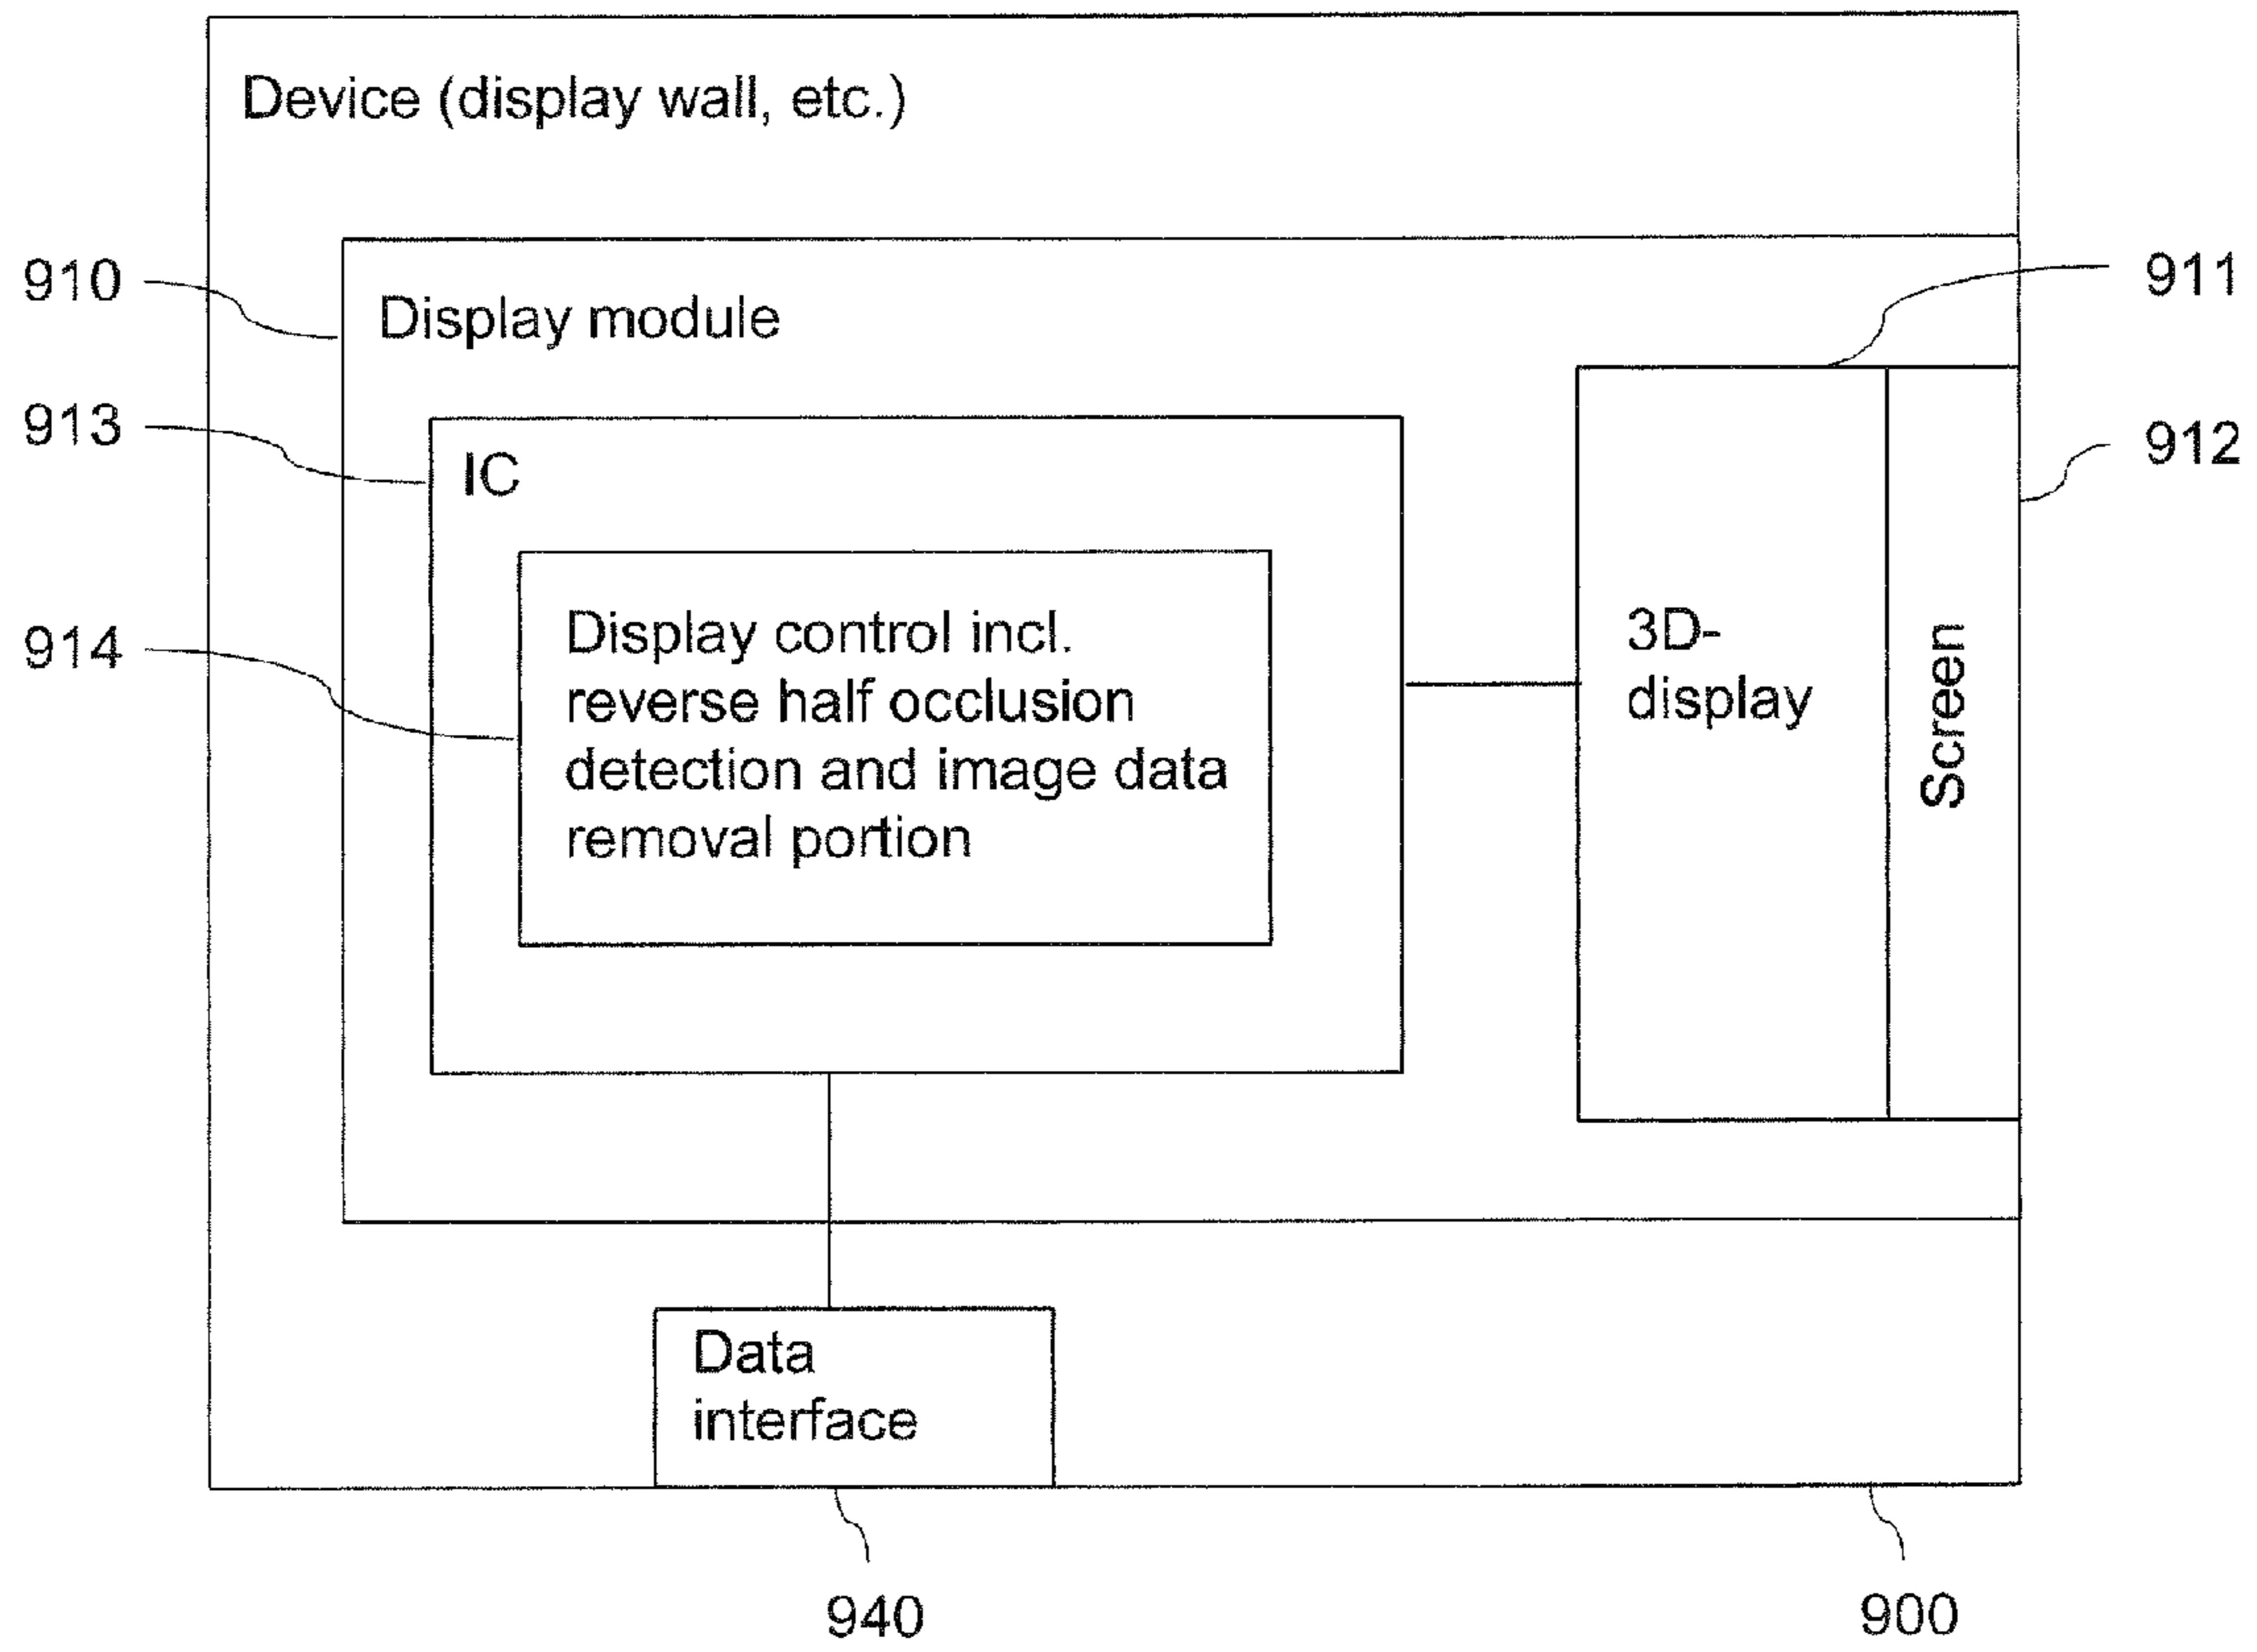 Device (display wall, etc.)
910
Display module
911
913
IC
912
914
Display control incl.
reverse half occlusion
detection and image data
removal portion
3D-
display
Screen
Data
interface
940
900